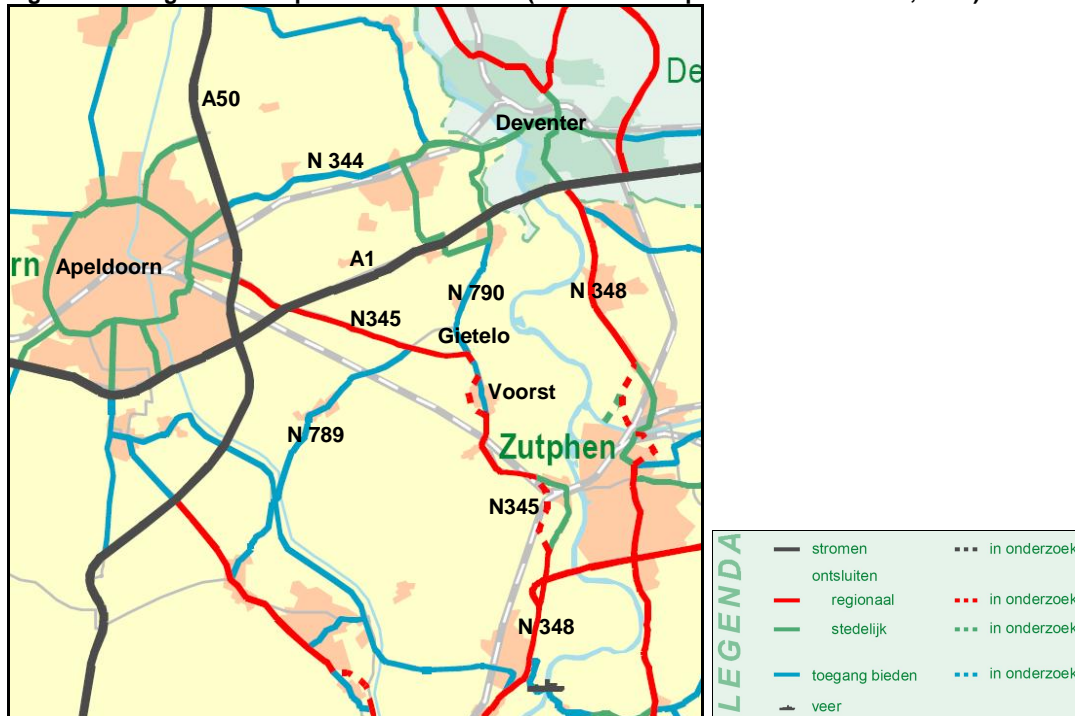 De
A50
Deventer
N 344
A1
rn
Apeldoorn
N 790
N 348
N345
Gietelo
Voorst
N 789
Zutphen
N345
N 348
LEGENDA
stromen
in onderzoek
ontsluiten
regionaal
in onderzoek
stedelijk
in onderzoek
toegang bieden
in onderzoek
veer